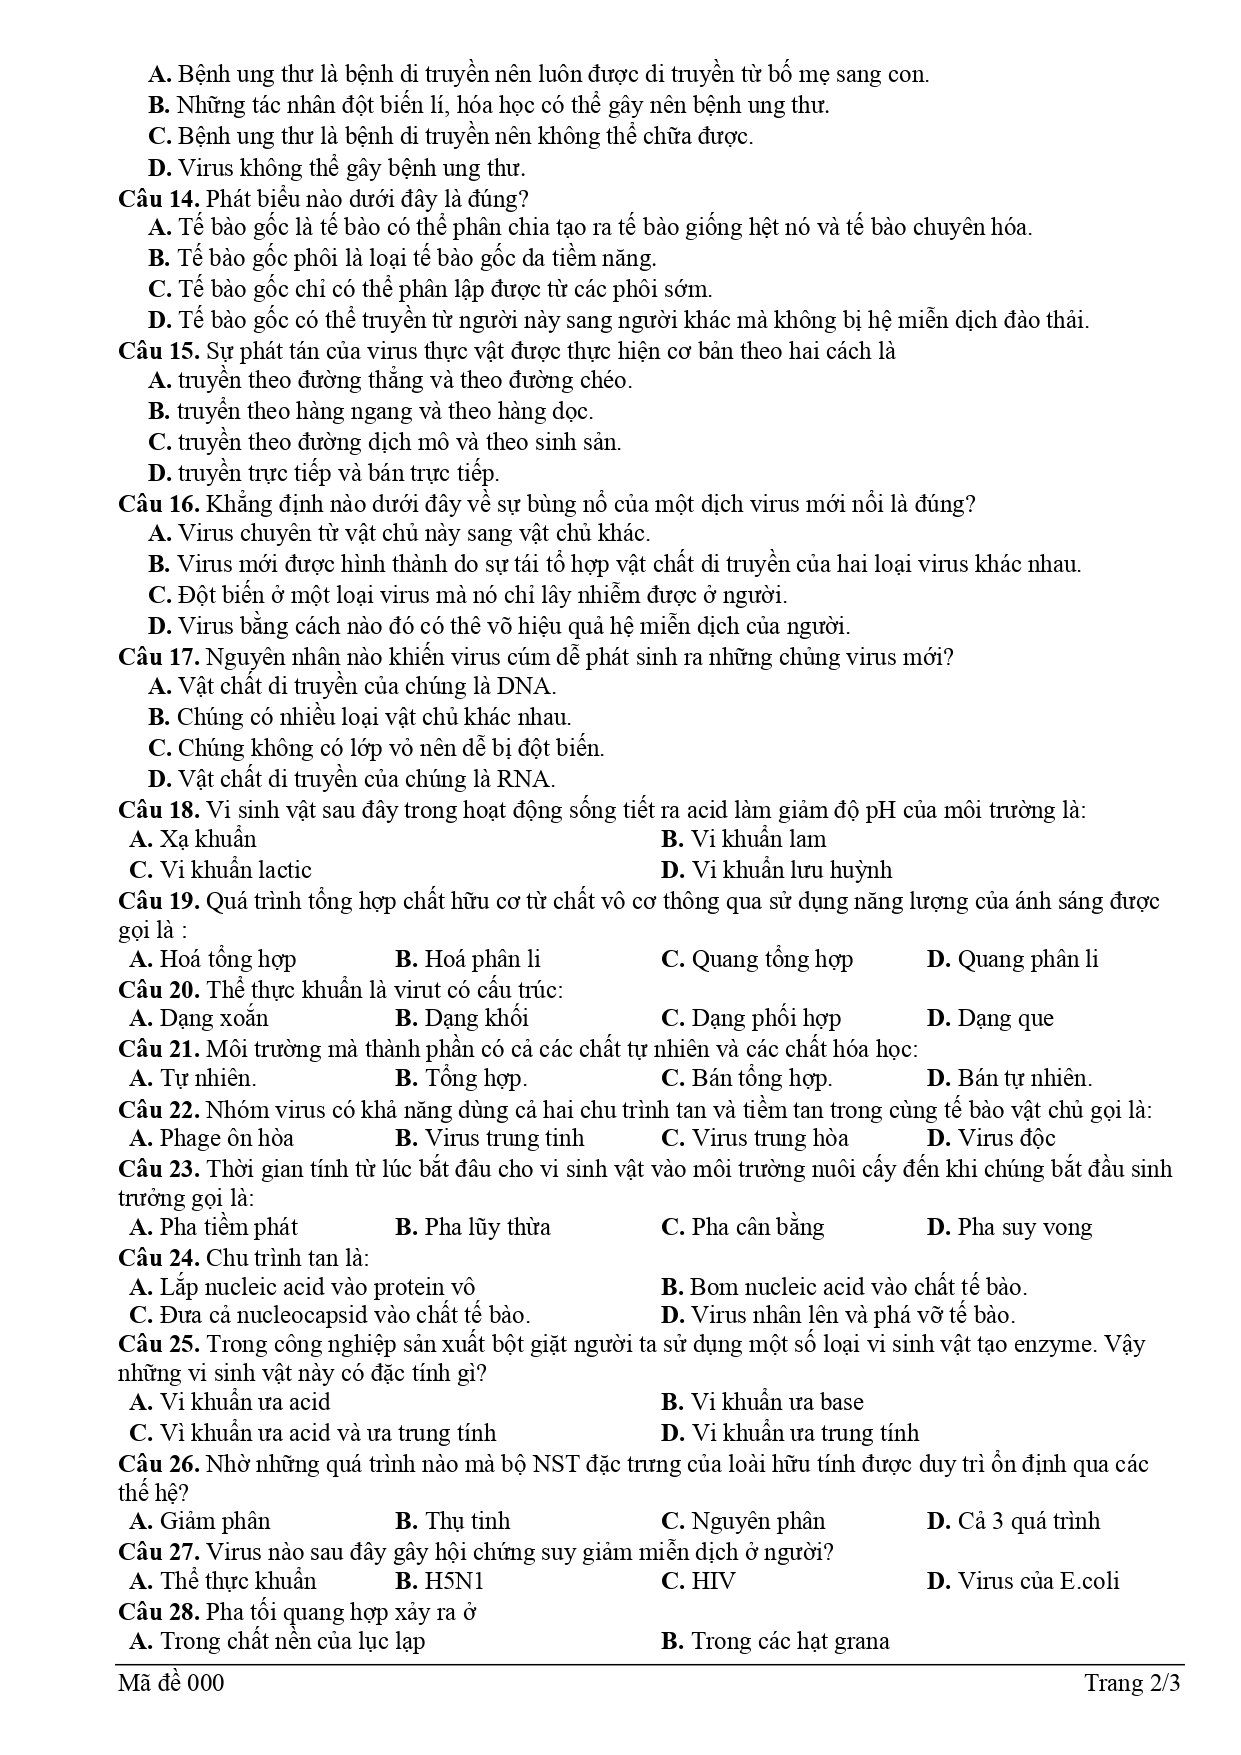 A. Bệnh ung thư là bệnh di truyền nên luôn được di truyền từ bố mẹ sang con.
B. Những tác nhân đột biến lí, hóa học có thể gây nên bệnh ung thư.
C. Bệnh ung thư là bệnh di truyền nên không thể chữa được.
D. Virus không thể gây bệnh ung thư.
Câu 14. Phát biểu nào dưới đây là đúng?
A. Tế bào gốc là tế bào có thể phân chia tạo ra tế bào giống hệt nó và tế bào chuyên hóa.
B. Tế bào gốc phôi là loại tế bào gốc da tiềm năng.
C. Tế bào gốc chỉ có thể phân lập được từ các phôi sớm.
D. Tế bào gốc có thể truyền từ người này sang người khác mà không bị hệ miễn dịch đào thải.
Câu 15. Sự phát tán của virus thực vật được thực hiện cơ bản theo hai cách là
A. truyền theo đường thẳng và theo đường chéo.
B. truyển theo hàng ngang và theo hàng dọc.
C. truyền theo đường dịch mô và theo sinh sản.
D. truyền trực tiếp và bán trực tiếp.
Câu 16. Khẳng định nào dưới đây về sự bùng nổ của một dịch virus mới nổi là đúng?
A. Virus chuyên từ vật chủ này sang vật chủ khác.
B. Virus mới được hình thành do sự tái tổ hợp vật chất di truyền của hai loại virus khác nhau.
C. Đột biến ở một loại virus mà nó chỉ lây nhiễm được ở người.
D. Virus bằng cách nào đó có thê võ hiệu quả hệ miễn dịch của người.
Câu 17. Nguyên nhân nào khiến virus cúm dễ phát sinh ra những chủng virus mới?
A. Vật chất di truyền của chúng là DNA.
B. Chúng có nhiều loại vật chủ khác nhau.
C. Chúng không có lớp vỏ nên dễ bị đột biến.
D. Vật chất di truyền của chúng là RNA.
Câu 18. Vi sinh vật sau đây trong hoạt động sống tiết ra acid làm giảm độ pH của môi trường là:
A. Xạ khuẩn B. Vi khuẩn lam
C. Vi khuẩn lactic D. Vi khuẩn lưu huỳnh
Câu 19. Quá trình tổng hợp chất hữu cơ từ chất vô cơ thông qua sử dụng năng lượng của ánh sáng được
gọi là :
A. Hoá tổng hợp B. Hoá phân li C. Quang tổng hợp D. Quang phân li
Câu 20. Thể thực khuẩn là virut có cấu trúc:
A. Dạng xoắn B. Dạng khối C. Dạng phối hợp D. Dạng que
Câu 21. Môi trường mà thành phần có cả các chất tự nhiên và các chất hóa học:
A. Tự nhiên. B. Tổng hợp. C. Bán tổng hợp. D. Bán tự nhiên.
Câu 22. Nhóm virus có khả năng dùng cả hai chu trình tan và tiềm tan trong cùng tế bào vật chủ gọi là:
A. Phage ôn hòa B. Virus trung tinh C. Virus trung hòa D. Virus độc
Câu 23. Thời gian tính từ lúc bắt đâu cho vi sinh vật vào môi trường nuôi cấy đến khi chúng bắt đầu sinh
trưởng gọi là:
A. Pha tiềm phát B. Pha lũy thừa C. Pha cân bằng D. Pha suy vong
Câu 24. Chu trình tan là:
A. Lắp nucleic acid vào protein vô B. Bom nucleic acid vào chất tế bào.
C. Đưa cả nucleocapsid vào chất tế bào. D. Virus nhân lên và phá vỡ tế bào.
Câu 25. Trong công nghiệp sản xuất bột giặt người ta sử dụng một số loại vi sinh vật tạo enzyme. Vậy
những vi sinh vật này có đặc tính gì?
A. Vi khuẩn ưa acid B. Vi khuẩn ưa base
C. Vì khuẩn ưa acid và ưa trung tính D. Vi khuẩn ưa trung tính
Câu 26. Nhờ những quá trình nào mà bộ NST đặc trưng của loài hữu tính được duy trì ổn định qua các
thế hệ?
A. Giảm phân B. Thụ tinh C. Nguyên phân D. Cả 3 quá trình
Câu 27. Virus nào sau đây gây hội chứng suy giảm miễn dịch ở người?
A. Thể thực khuẩn B. H5N1 C. HIV D. Virus của E.coli
Câu 28. Pha tối quang hợp xảy ra ở
A. Trong chất nền của lục lạp B. Trong các hạt grana
Mã đề 000 Trang 2/3